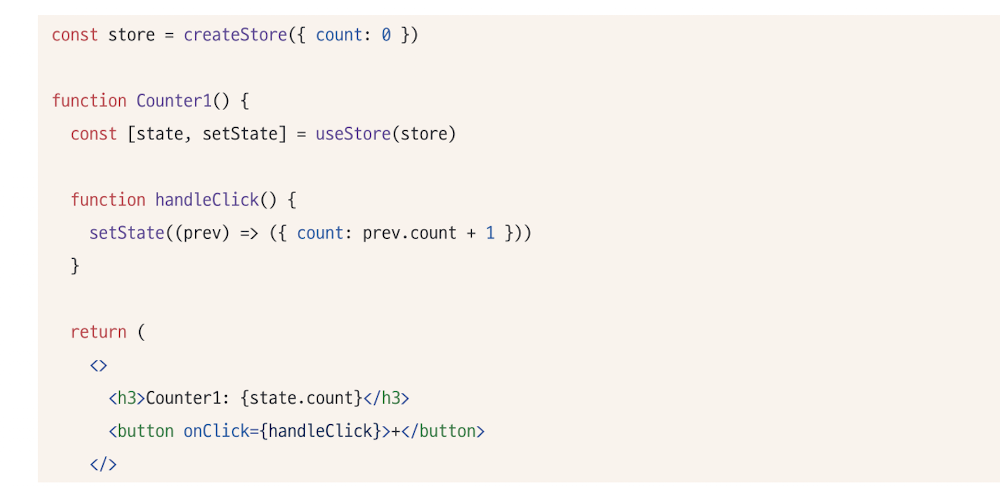 const store = createStore({ count: 0 })
function Counter1() {
const [state, setState] = useStore(store)
function handleClick() {
setState((prev) => ({ count: prev.count + 1 }))
}
return (
<>
<h3>Counter1: {state.count}</h3>
<button onClick={handleClick}>+</button>
</>